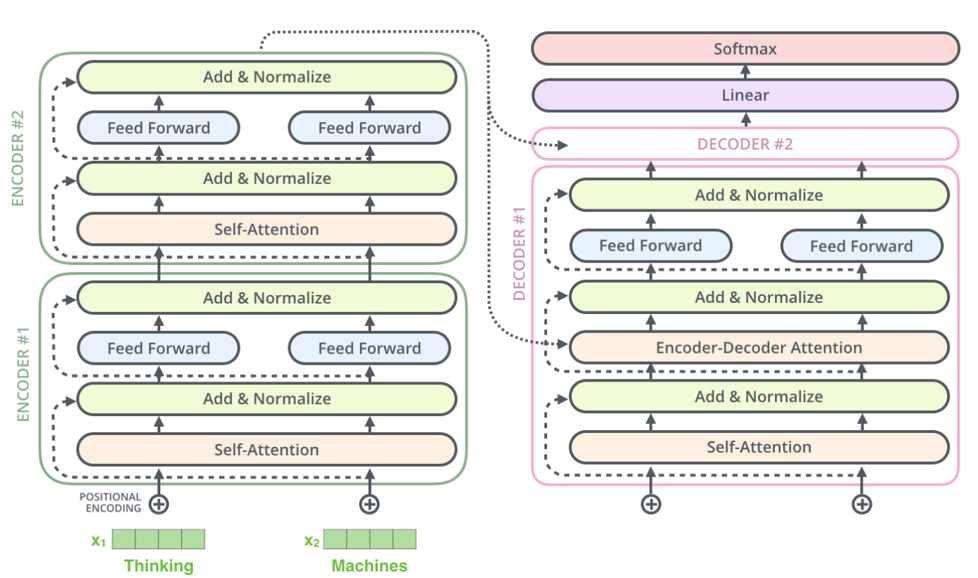 ENCODER #2
Add & Normalize
Feed Forward
Feed Forward
Add & Normalize
Self-Attention
ENCODER #1
Add & Normalize
Feed Forward
Feed Forward
Add & Normalize
Self-Attention
POSITIONAL
ENCODING
x1
x2
Thinking
Machines
Softmax
Linear
DECODER #2
DECODER #1
Add & Normalize
Feed Forward
Feed Forward
Add & Normalize
Encoder-Decoder Attention
Add & Normalize
Self-Attention